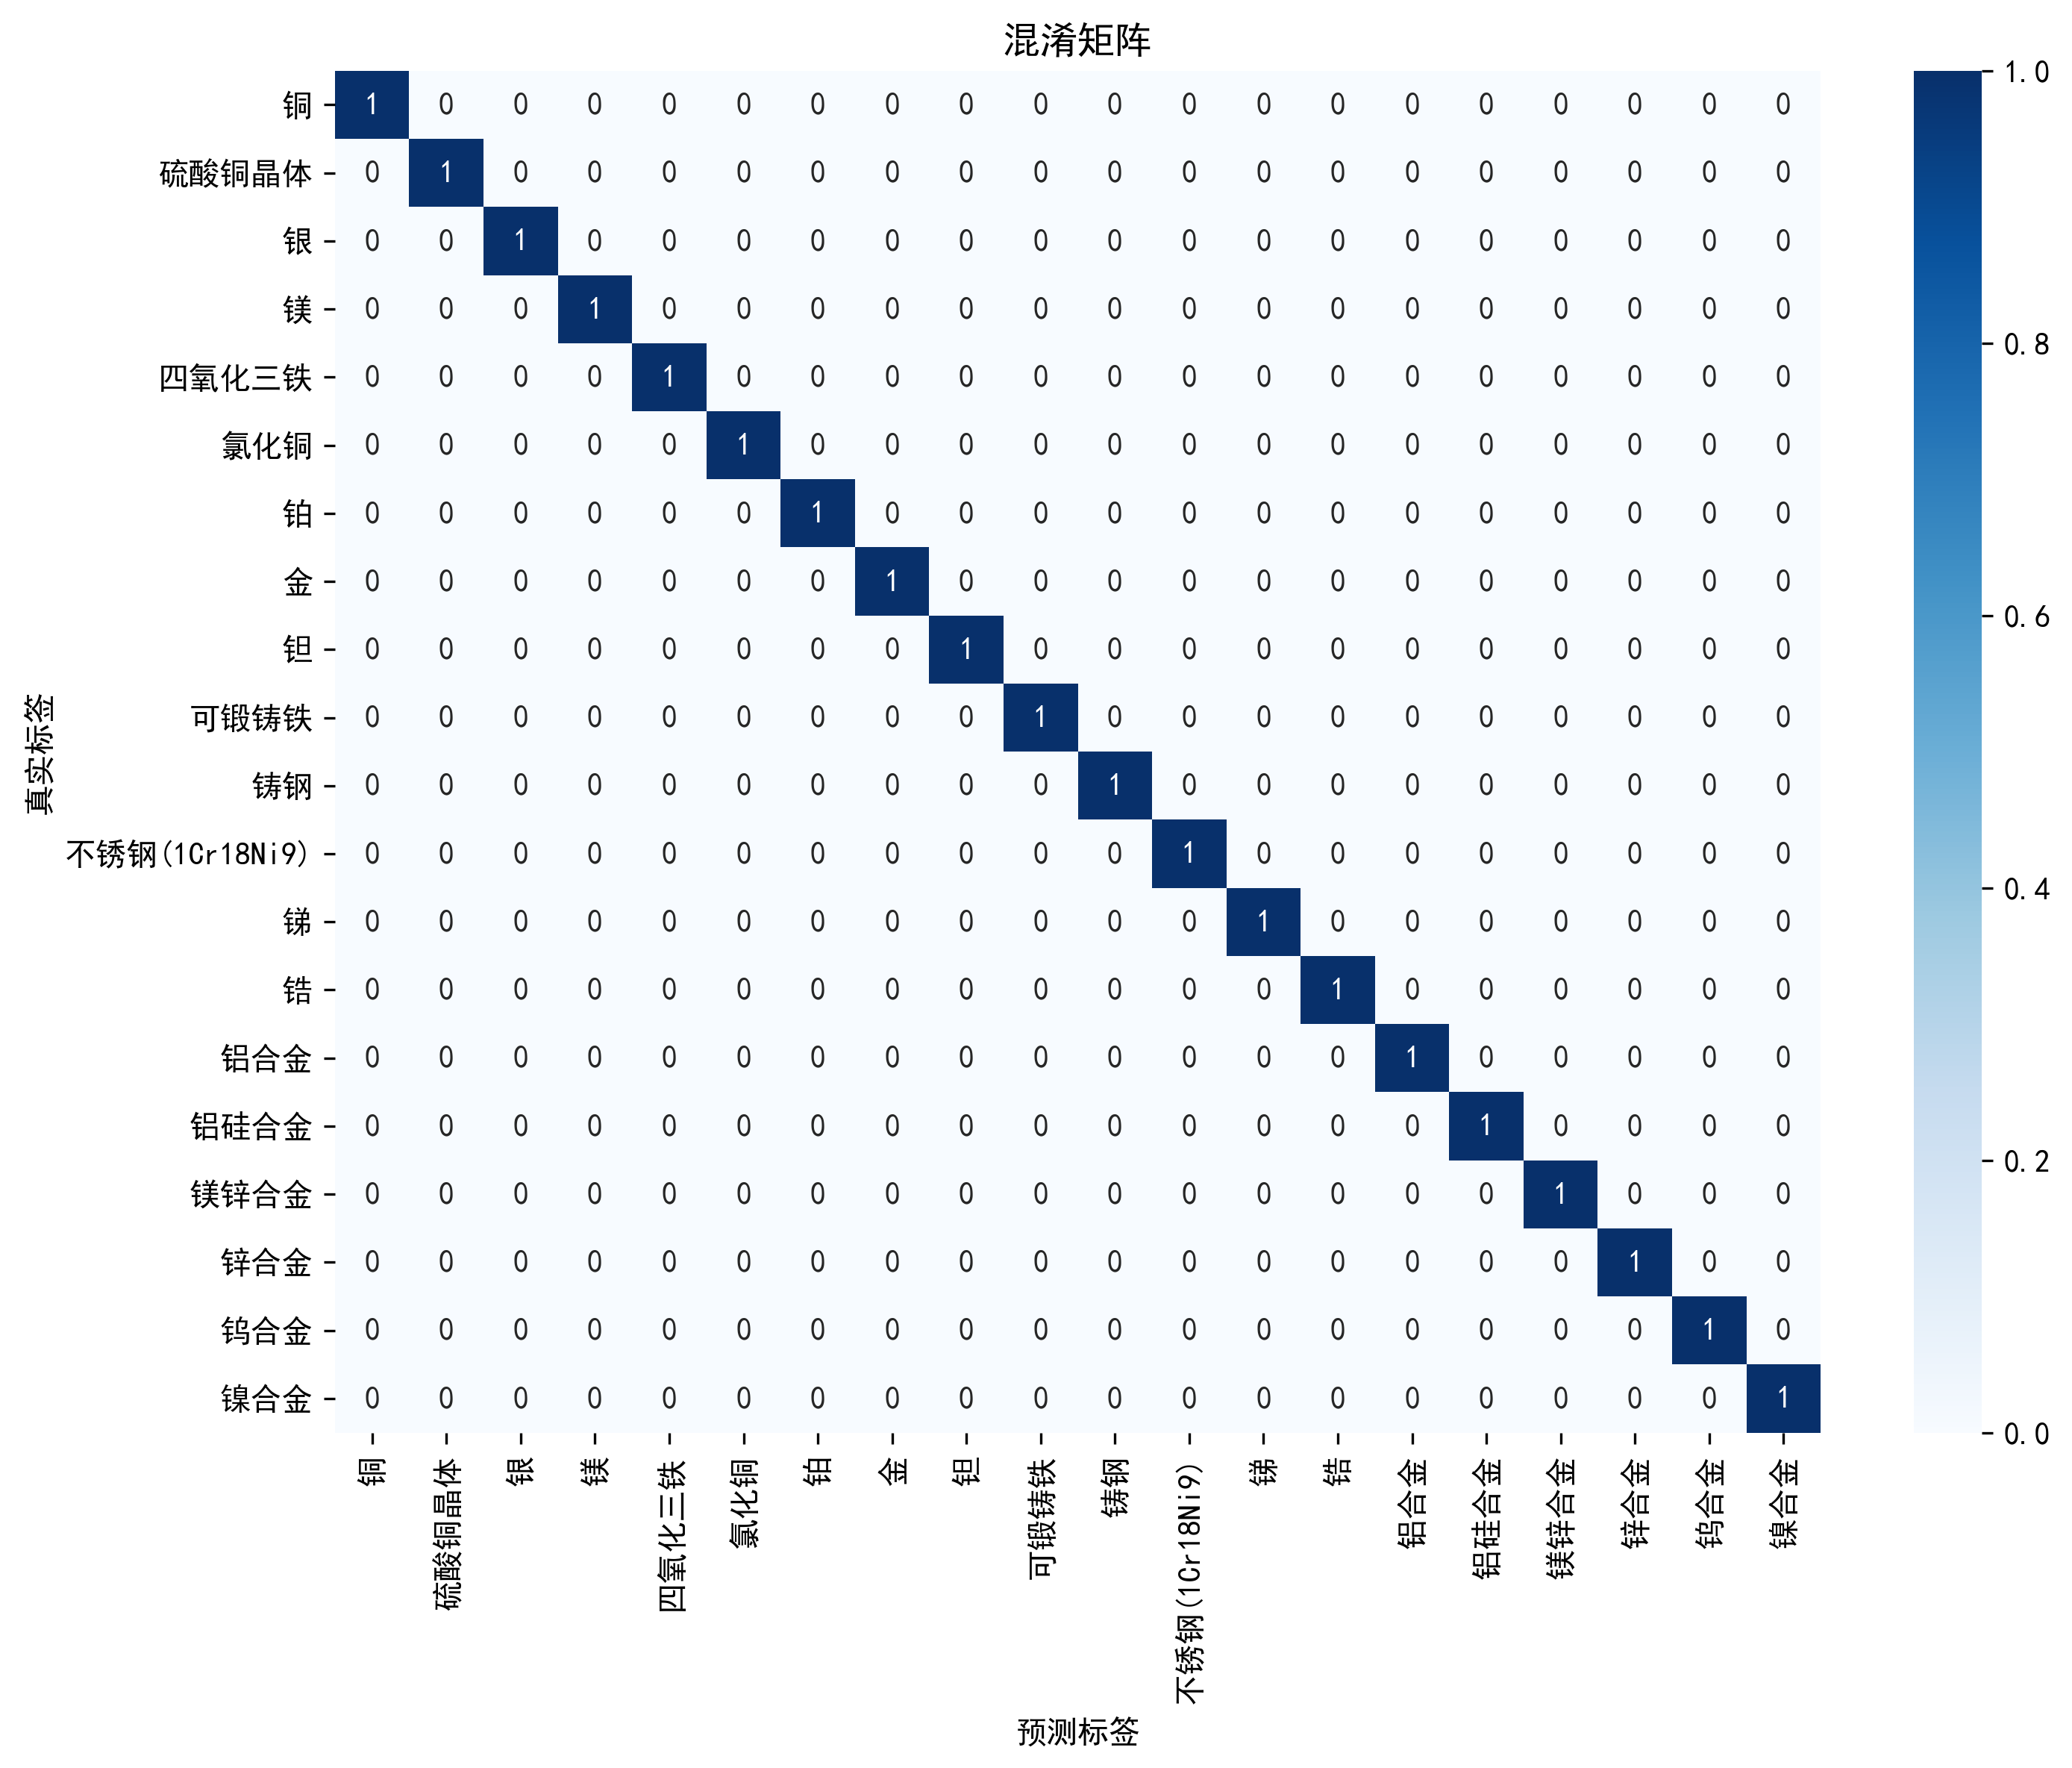 混淆矩阵
真实标签
铜 1 0 0 0 0 0 0 0 0 0 0 0 0 0 0 0 0 0 0 0
硫酸铜晶体 0 1 0 0 0 0 0 0 0 0 0 0 0 0 0 0 0 0 0 0
银 0 0 1 0 0 0 0 0 0 0 0 0 0 0 0 0 0 0 0 0
镁 0 0 0 1 0 0 0 0 0 0 0 0 0 0 0 0 0 0 0 0
四氧化三铁 0 0 0 0 1 0 0 0 0 0 0 0 0 0 0 0 0 0 0 0
氯化铜 0 0 0 0 0 1 0 0 0 0 0 0 0 0 0 0 0 0 0 0
铂 0 0 0 0 0 0 1 0 0 0 0 0 0 0 0 0 0 0 0 0
金 0 0 0 0 0 0 0 1 0 0 0 0 0 0 0 0 0 0 0 0
钽 0 0 0 0 0 0 0 0 1 0 0 0 0 0 0 0 0 0 0 0
可锻铸铁 0 0 0 0 0 0 0 0 0 1 0 0 0 0 0 0 0 0 0 0
铸钢 0 0 0 0 0 0 0 0 0 0 1 0 0 0 0 0 0 0 0 0
不锈钢(1Cr18Ni9) 0 0 0 0 0 0 0 0 0 0 0 1 0 0 0 0 0 0 0 0
锑 0 0 0 0 0 0 0 0 0 0 0 0 1 0 0 0 0 0 0 0
锆 0 0 0 0 0 0 0 0 0 0 0 0 0 1 0 0 0 0 0 0
铝合金 0 0 0 0 0 0 0 0 0 0 0 0 0 0 1 0 0 0 0 0
铝硅合金 0 0 0 0 0 0 0 0 0 0 0 0 0 0 0 1 0 0 0 0
镁锌合金 0 0 0 0 0 0 0 0 0 0 0 0 0 0 0 0 1 0 0 0
锌合金 0 0 0 0 0 0 0 0 0 0 0 0 0 0 0 0 0 1 0 0
钨合金 0 0 0 0 0 0 0 0 0 0 0 0 0 0 0 0 0 0 1 0
镍合金 0 0 0 0 0 0 0 0 0 0 0 0 0 0 0 0 0 0 0 1
铜
硫酸铜晶体
银
镁
四氧化三铁
氯化铜
铂
金
钽
可锻铸铁
铸钢
不锈钢(1Cr18Ni9)
锑
锆
铝合金
铝硅合金
镁锌合金
锌合金
钨合金
镍合金
预测标签
1.0
0.8
0.6
0.4
0.2
0.0